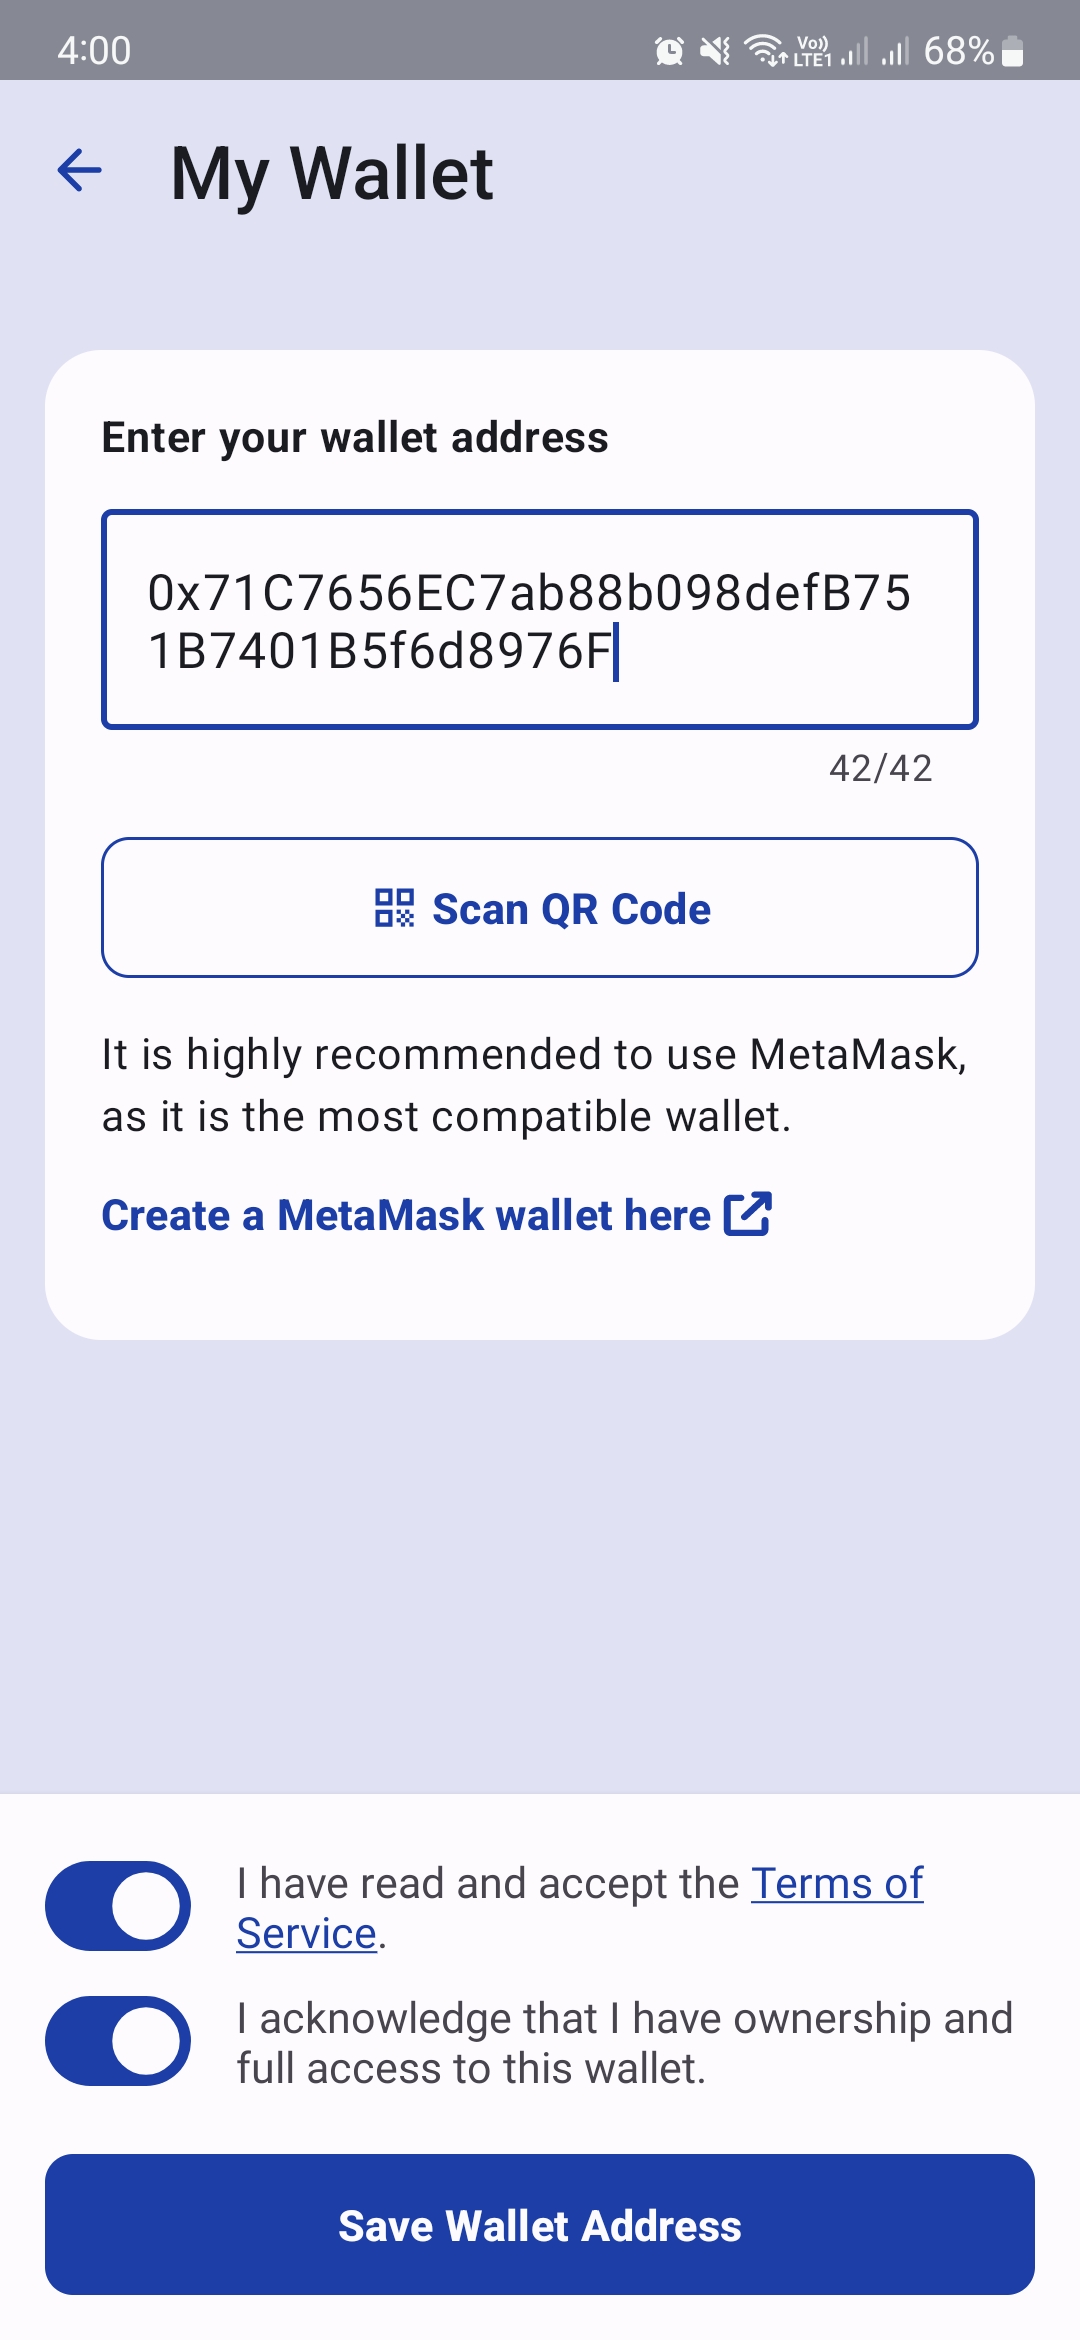 4:00
Vo))
LTE1
68%
My Wallet
Enter your wallet address
0x71C7656EC7ab88b098defB75
1B7401B5f6d8976F
42/42
Scan QR Code
It is highly recommended to use MetaMask,
as it is the most compatible wallet.
Create a MetaMask wallet here
I have read and accept the Terms of
Service.
I acknowledge that I have ownership and
full access to this wallet.
Save Wallet Address